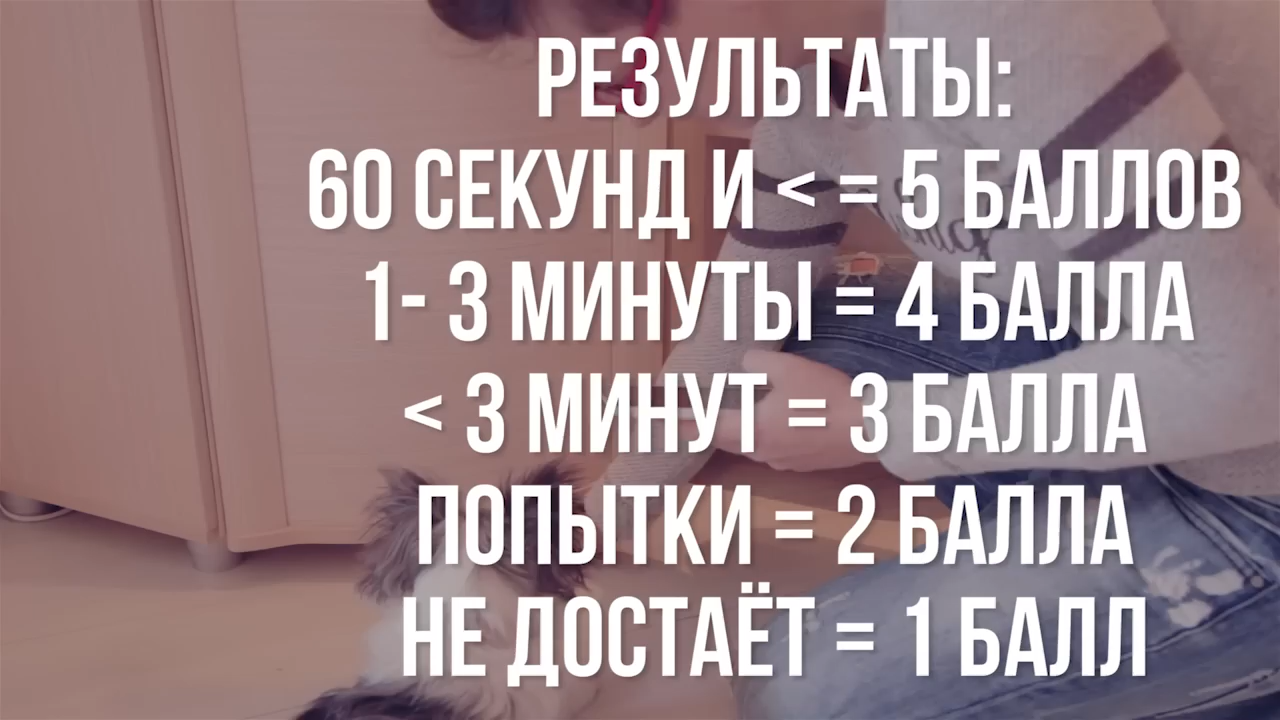 РЕЗУЛЬТАТЫ:
60 СЕКУНД И < = 5 БАЛЛОВ
1- 3 МИНУТЫ = 4 БАЛЛА
< 3 МИНУТ = 3 БАЛЛА
ПОПЫТКИ = 2 БАЛЛА
НЕ ДОСТАЁТ = 1 БАЛЛ